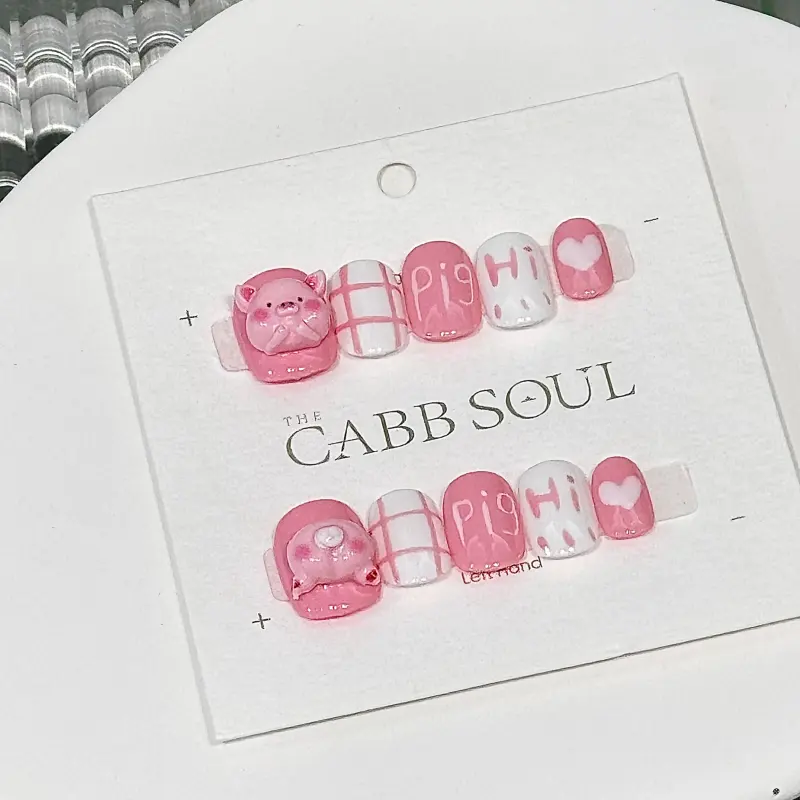 Pig Hi
THE
CABB SOUL
Pig Hi
Left Hand